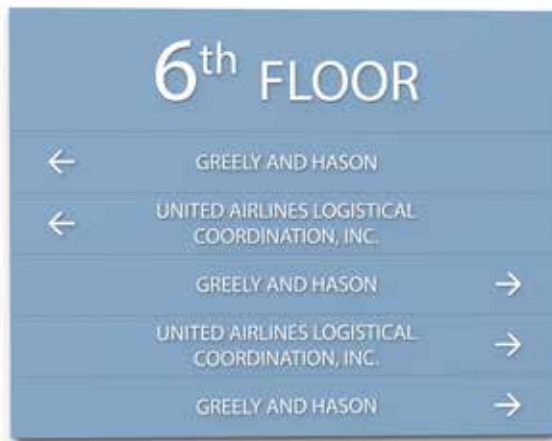 6th FLOOR
← GREELY AND HASON
← UNITED AIRLINES LOGISTICAL
COORDINATION, INC.
GREELY AND HASON →
UNITED AIRLINES LOGISTICAL
COORDINATION, INC. →
GREELY AND HASON →